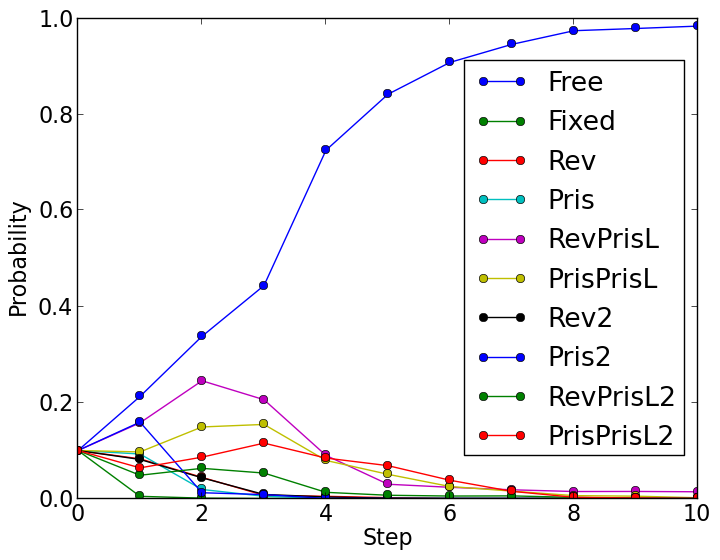 1.0
0.8
0.6
0.4
0.2
0.0
Probability
0
2
4
6
8
10
Step
Free
Fixed
Rev
Pris
RevPrisL
PrisPrisL
Rev2
Pris2
RevPrisL2
PrisPrisL2